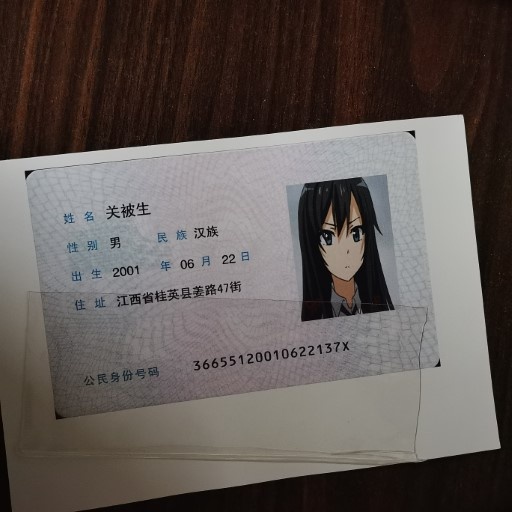 姓名 关被生
性别 男 民族 汉族
出生 2001 年 06 月 22 日
住址 江西省桂英县姜路47街
公民身份号码 36655120010622137X